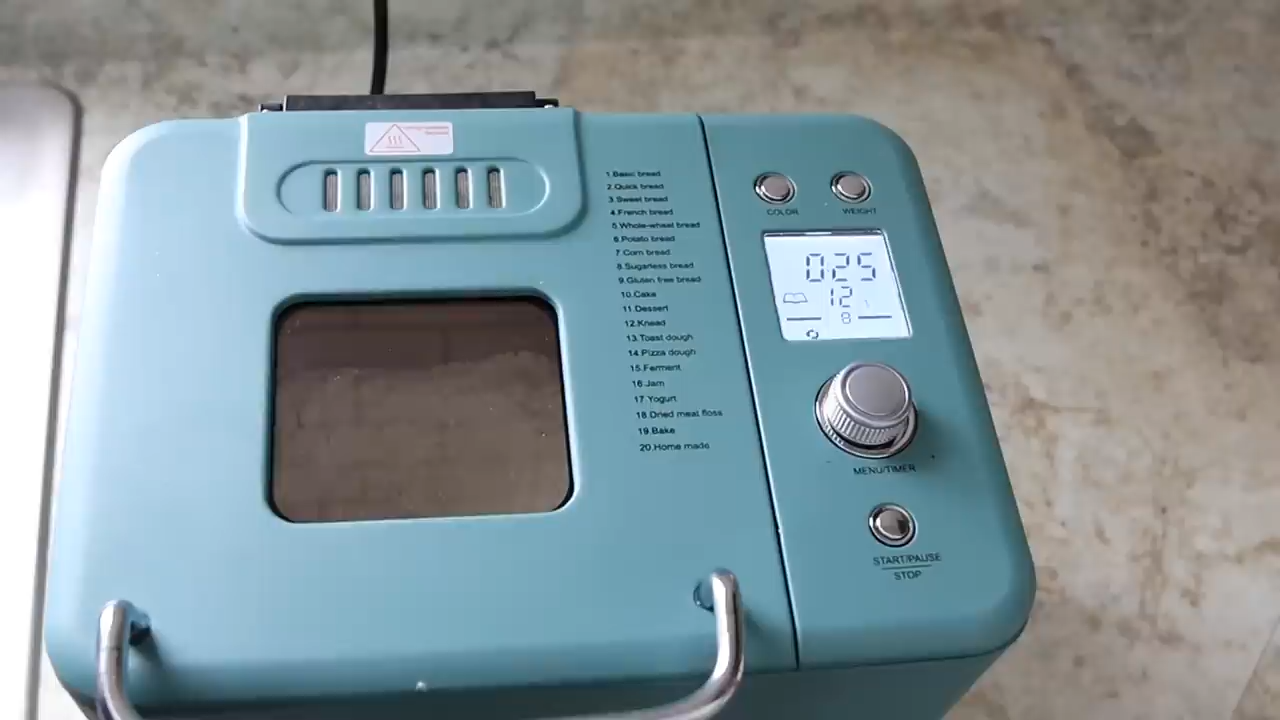 1.Basic bread
2.Quick bread
3.Sweet bread
4.French bread
5.Whole-wheat bread
6.Potato bread
7.Corn bread
8.Sugarless bread
9.Gluten free bread
10.Cake
11.Dessert
12.Knead
13.Toast dough
14.Pizza dough
15.Ferment
16.Jam
17.Yogurt
18.Dried meat floss
19.Bake
20.Home made
COLOR WEIGHT
0:25
12
8
- +
MENU/TIMER
START/PAUSE
STOP